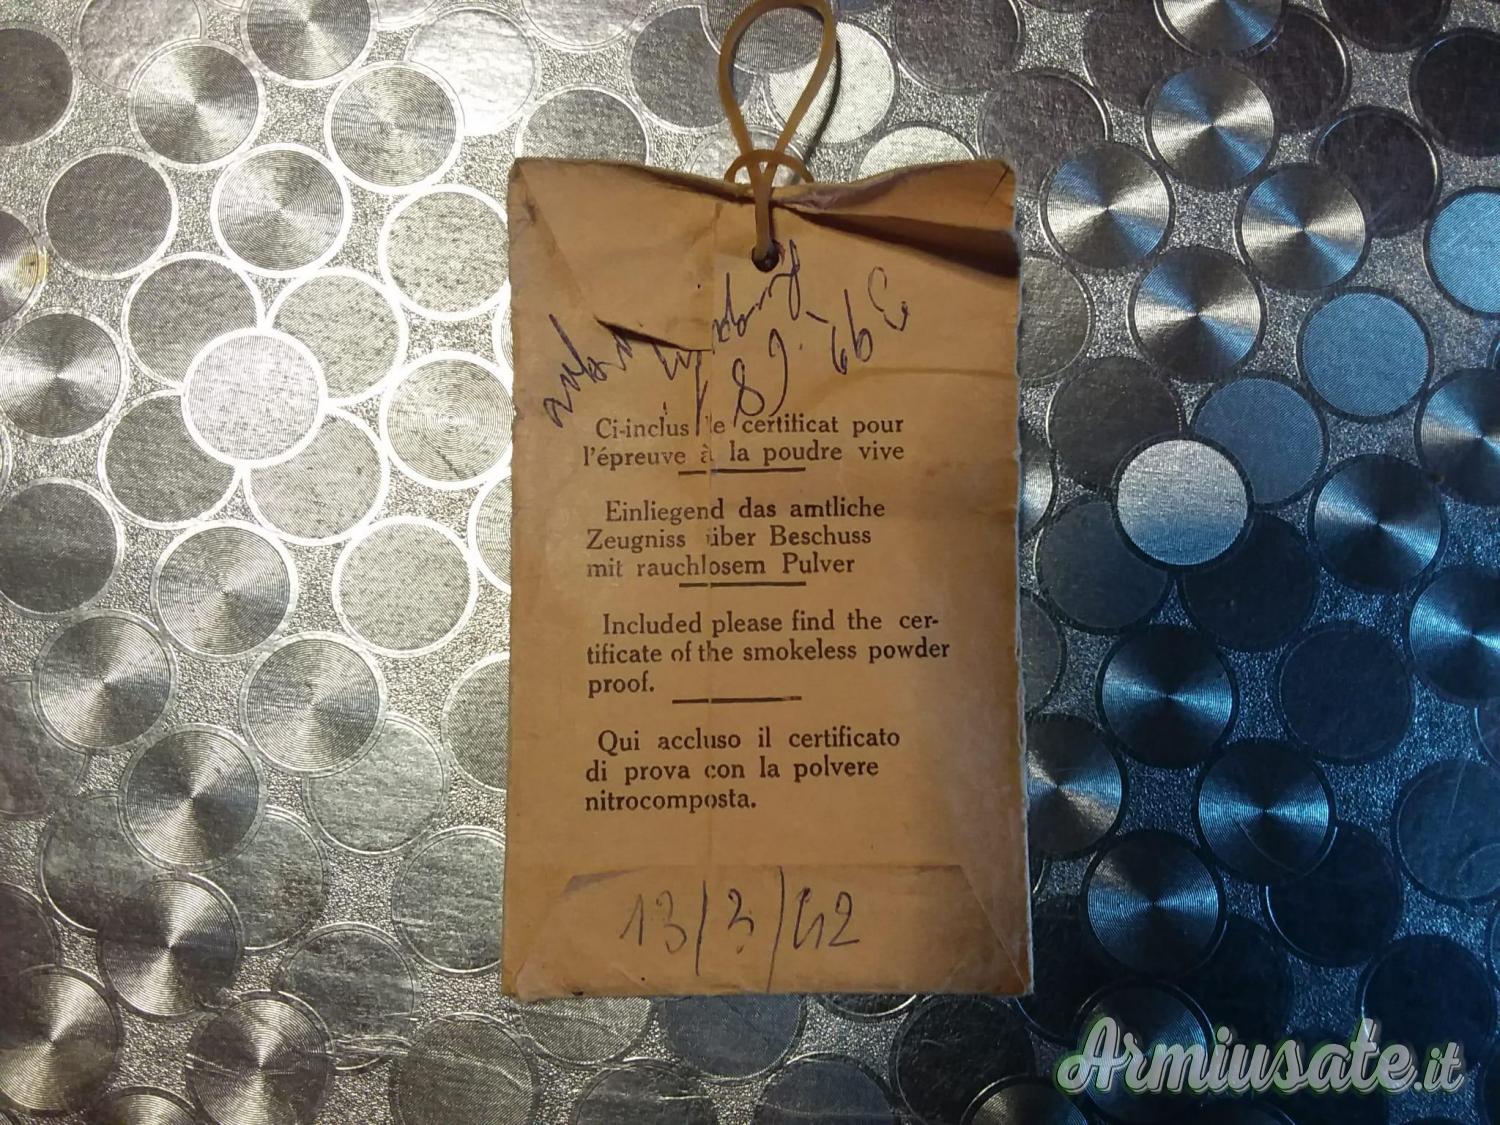 Ci-inclus le certificat pour
l'épreuve à la poudre vive
Einliegend das amtliche
Zeugniss über Beschuss
mit rauchlosem Pulver
Included please find the cer-
tificate of the smokeless powder
proof.
Qui accluso il certificato
di prova con la polvere
nitrocomposta.
13/3/42
Armiusate.it